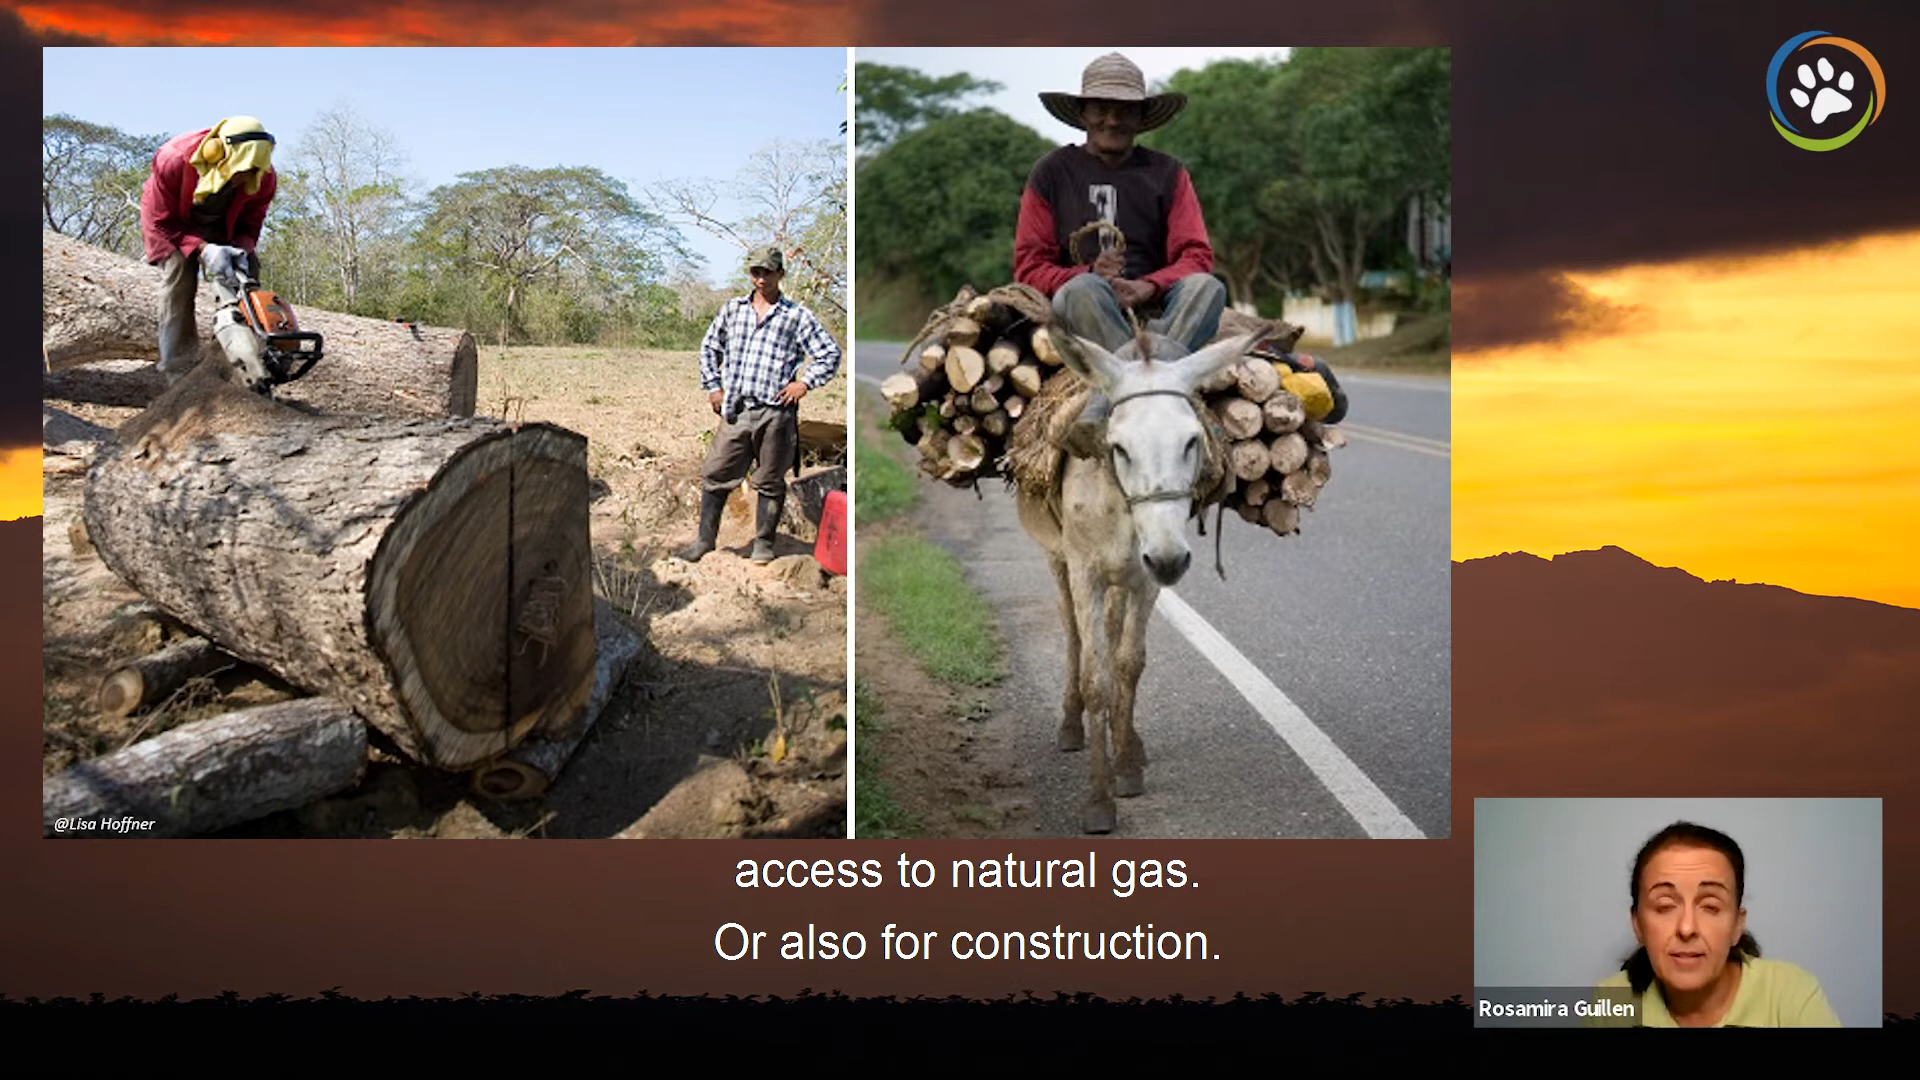 @Lisa Hoffner
access to natural gas.
Or also for construction.
Rosamira Guillen